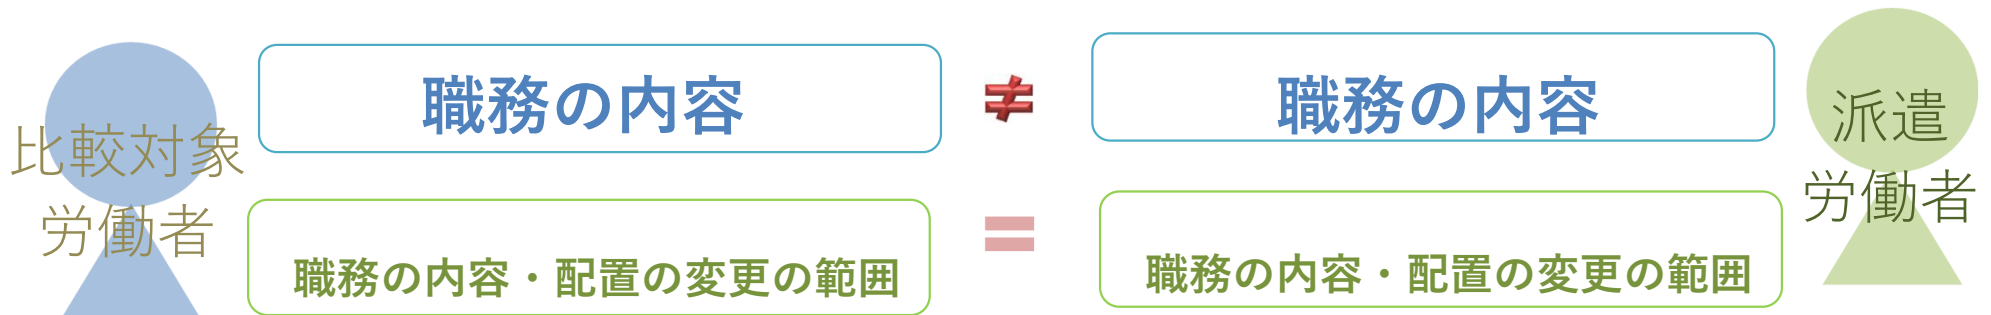 比較対象
労働者
職務の内容
≠
職務の内容
職務の内容・配置の変更の範囲
=
職務の内容・配置の変更の範囲
派遣
労働者